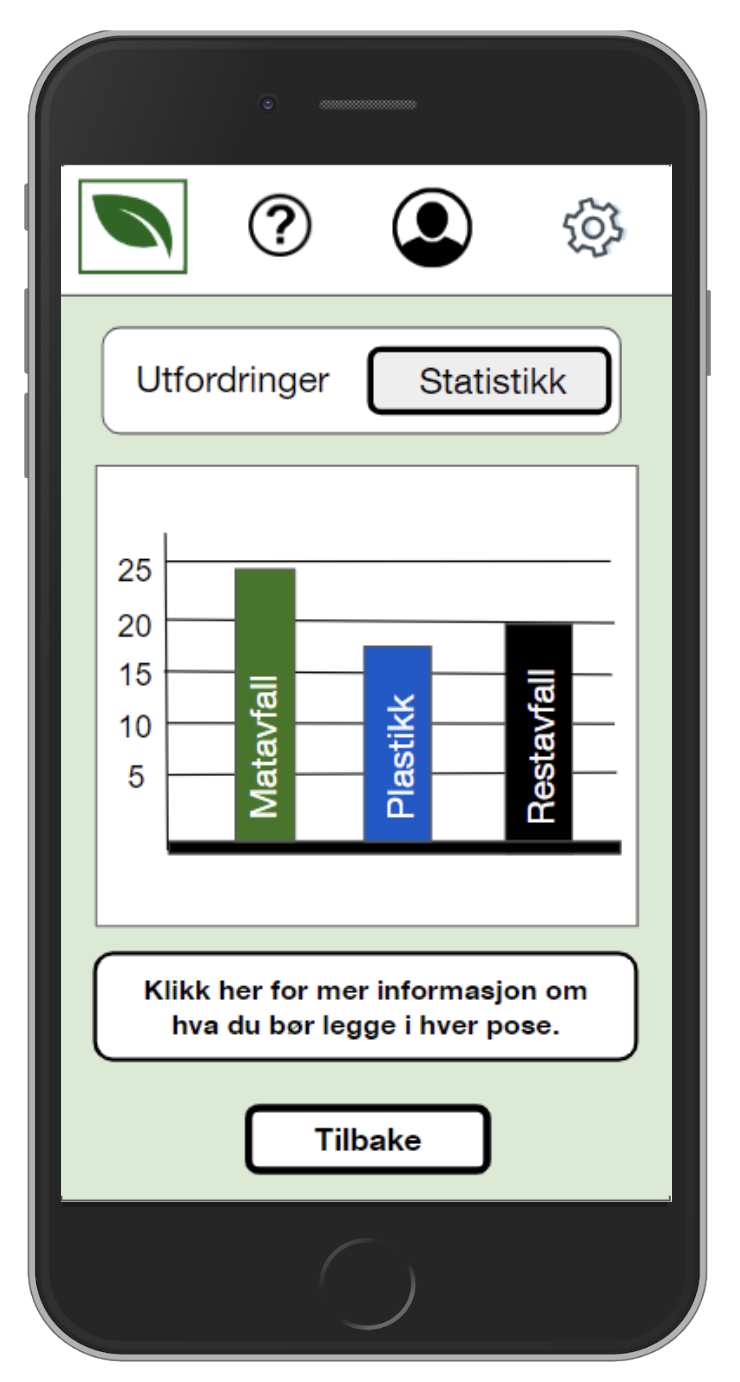 ?
Utfordringer Statistikk
25
20
15
10
5
Matavfall
Plastikk
Restavfall
Klikk her for mer informasjon om
hva du bør legge i hver pose.
Tilbake